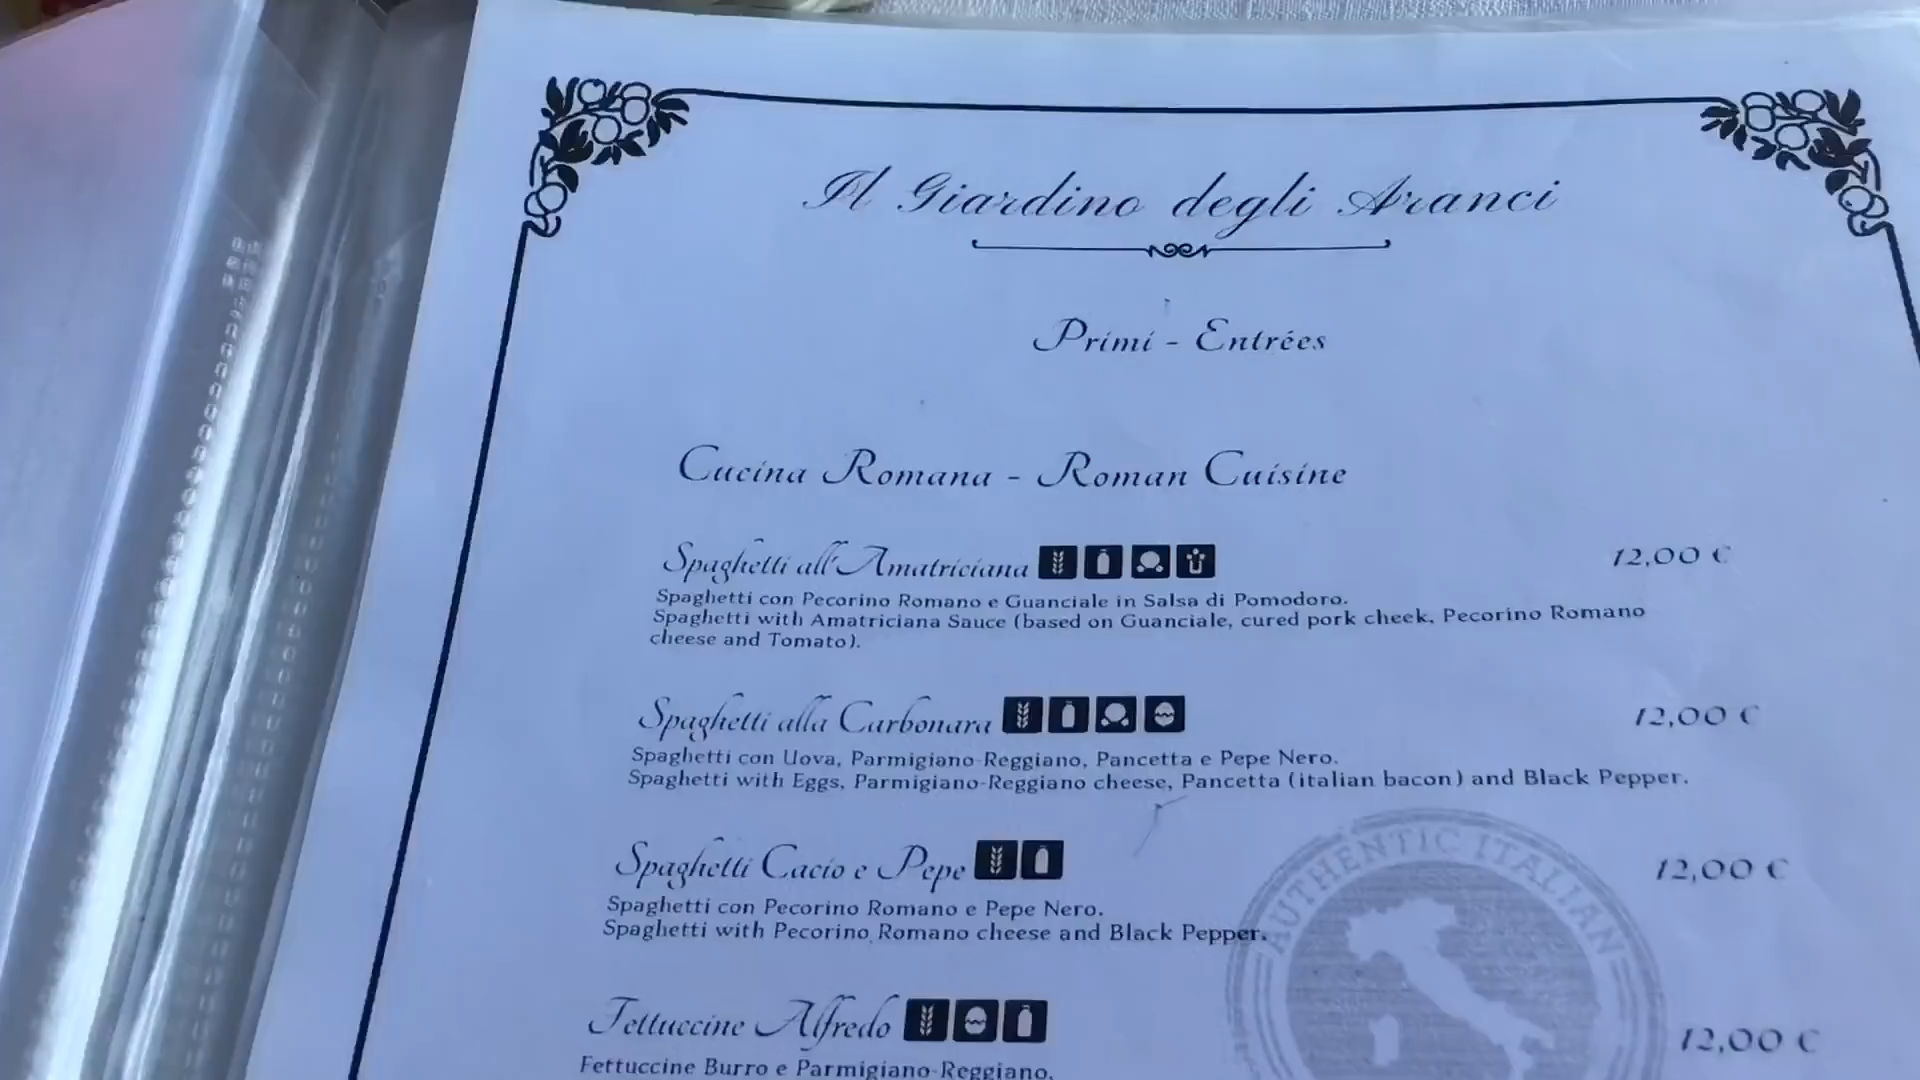 Il Giardino degli Aranci
Primi - Entrées
Cucina Romana - Roman Cuisine
Spaghetti all'Amatriciana 12,00 €
Spaghetti con Pecorino Romano e Guanciale in Salsa di Pomodoro.
Spaghetti with Amatriciana Sauce (based on Guanciale, cured pork cheek, Pecorino Romano
cheese and Tomato).
Spaghetti alla Carbonara 12,00 €
Spaghetti con Uova, Parmigiano-Reggiano, Pancetta e Pepe Nero.
Spaghetti with Eggs, Parmigiano-Reggiano cheese, Pancetta (italian bacon) and Black Pepper.
Spaghetti Cacio e Pepe 12,00 €
Spaghetti con Pecorino Romano e Pepe Nero.
Spaghetti with Pecorino Romano cheese and Black Pepper.
AUTHENTIC ITALIAN
Fettuccine Alfredo 12,00 €
Fettuccine Burro e Parmigiano-Reggiano.